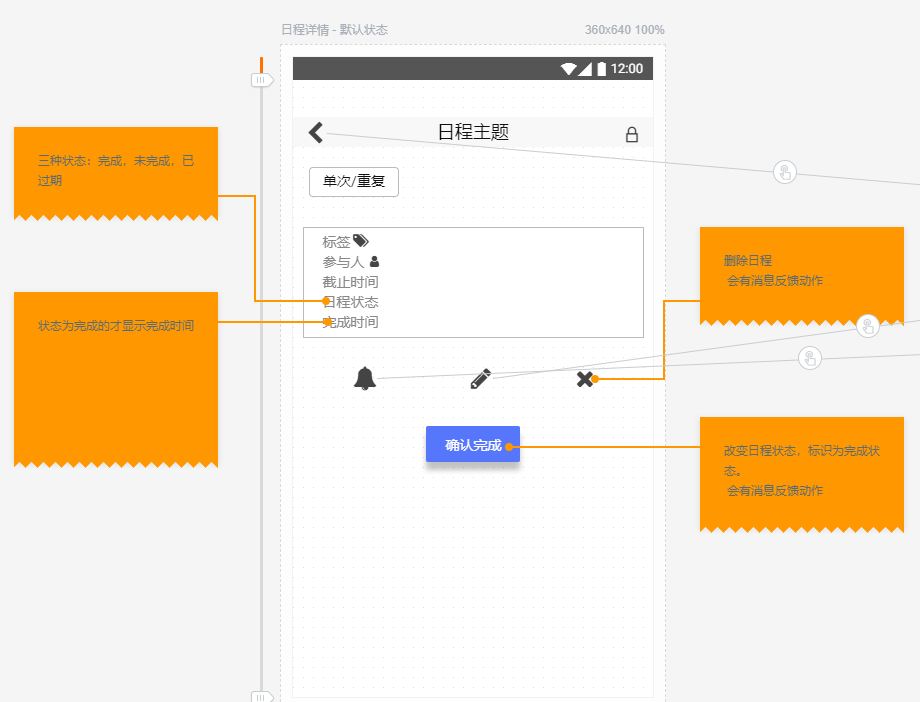 日程详情 - 默认状态
360x640 100%
12:00
日程主题
单次/重复
三种状态：完成，未完成，已
过期
状态为完成的才显示完成时间
标签
参与人
截止时间
日程状态
完成时间
删除日程
会有消息反馈动作
确认完成
改变日程状态，标识为完成状
态。
会有消息反馈动作